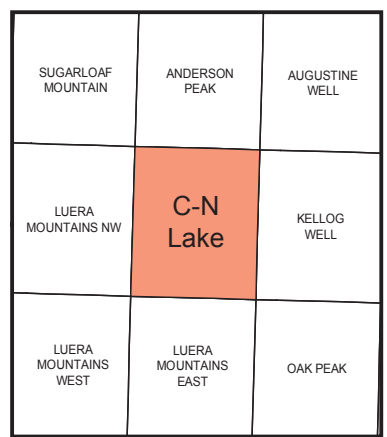 SUGARLOAF
MOUNTAIN
ANDERSON
PEAK
AUGUSTINE
WELL
LUERA
MOUNTAINS NW
C-N
Lake
KELLOG
WELL
LUERA
MOUNTAINS
WEST
LUERA
MOUNTAINS
EAST
OAK PEAK